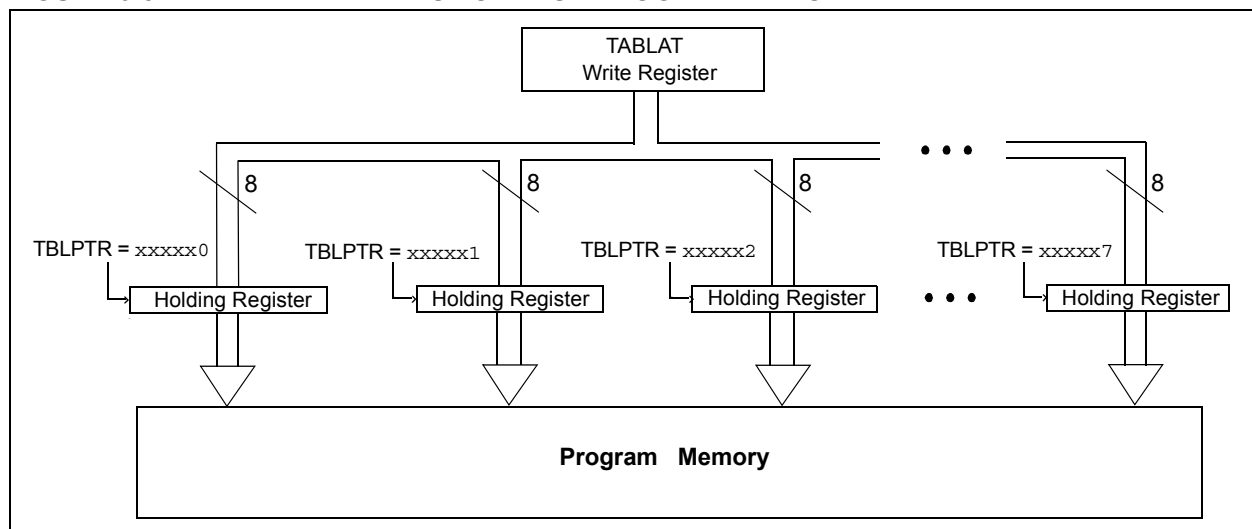 TABLAT
Write Register
8 8 8 8
TBLPTR = xxxxx0 TBLPTR = xxxxx1 TBLPTR = xxxxx2 TBLPTR = xxxxx7
Holding Register Holding Register Holding Register Holding Register
Program Memory